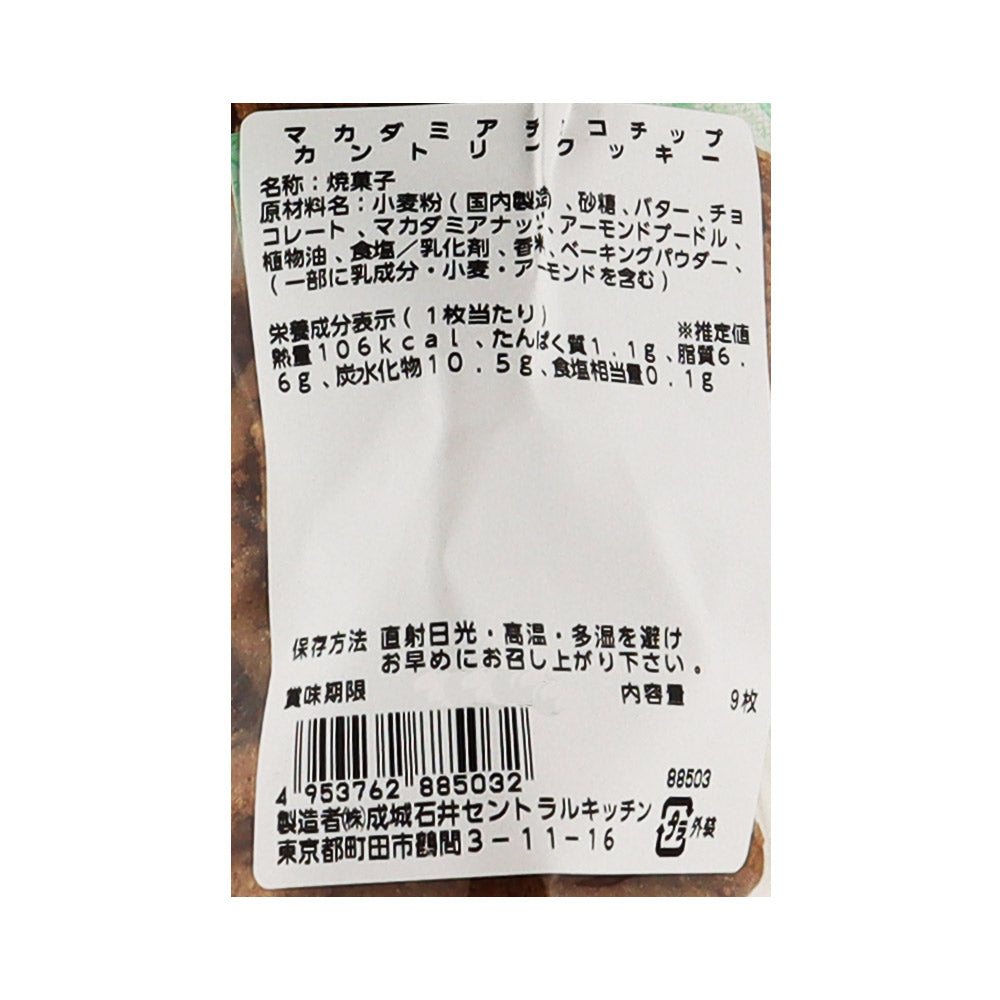 マカダミアチョコチップ
カントリークッキー
名称：焼菓子
原材料名：小麦粉（国内製造）、砂糖、バター、チョ
コレート、マカダミアナッツ、アーモンドプードル、
植物油、食塩／乳化剤、香料、ベーキングパウダー、
（一部に乳成分・小麦・アーモンドを含む）
栄養成分表示（１枚当たり）
※推定値
熱量１０６ｋｃａｌ、たんぱく質１．１ｇ、脂質６．
６ｇ、炭水化物１０．５ｇ、食塩相当量０．１ｇ
保存方法 直射日光・高温・多湿を避け
お早めにお召し上がり下さい。
賞味期限
内容量 9枚
4 953762 885032
88503
製造者㈱成城石井セントラルキッチン
東京都町田市鶴間３－１１－１６
プラ 外装